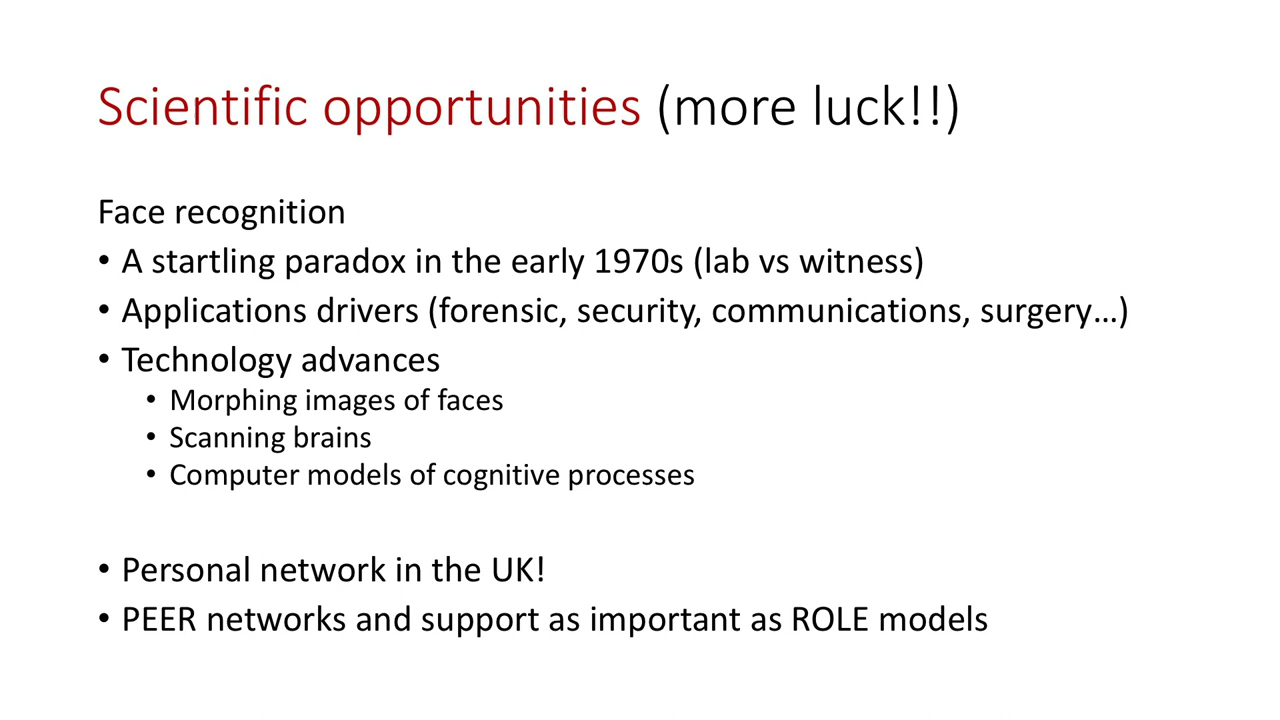 Scientific opportunities (more luck!!)
Face recognition
• A startling paradox in the early 1970s (lab vs witness)
• Applications drivers (forensic, security, communications, surgery…)
• Technology advances
• Morphing images of faces
• Scanning brains
• Computer models of cognitive processes
• Personal network in the UK!
• PEER networks and support as important as ROLE models